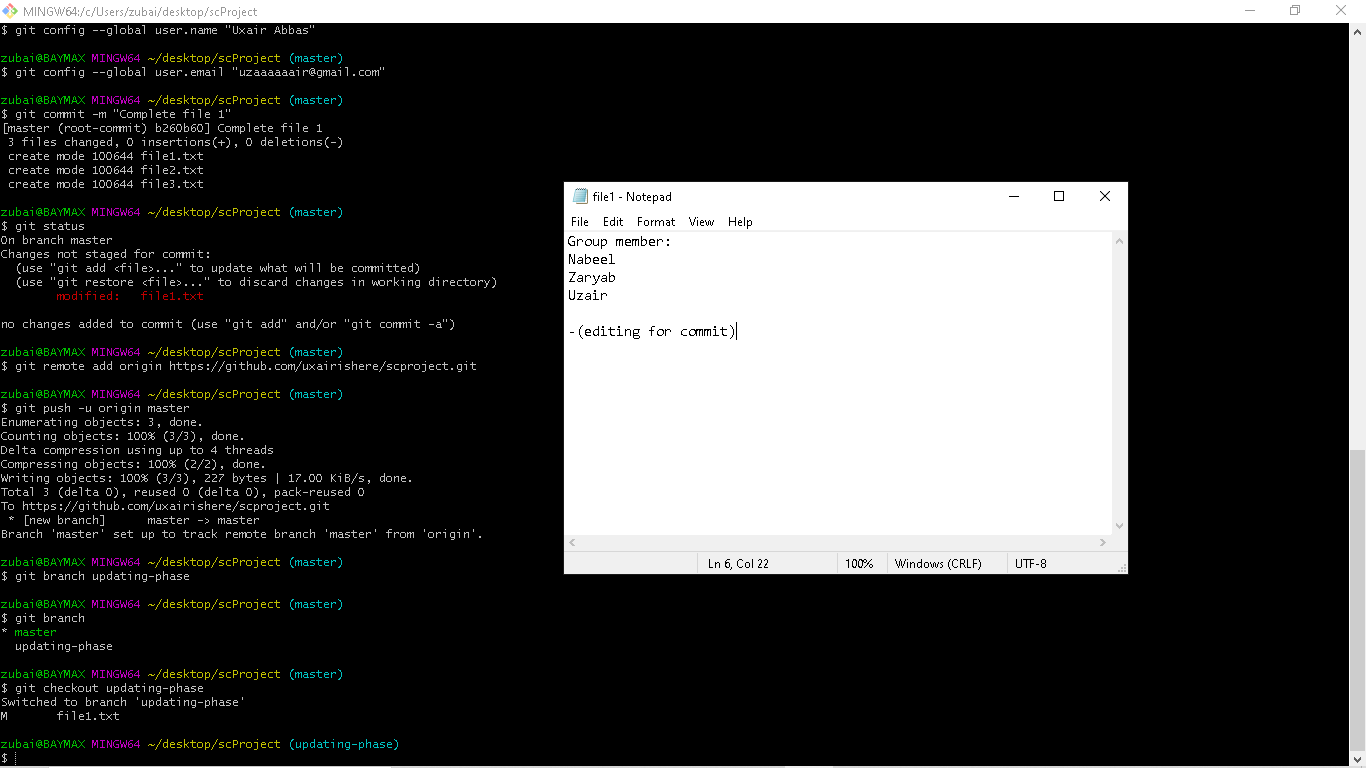 MINGW64:/c/Users/zubai/desktop/scProject
$ git config --global user.name "Uxair Abbas"
zubai@BAYMAX MINGW64 ~/desktop/scProject (master)
$ git config --global user.email "uzaaaaaair@gmail.com"
zubai@BAYMAX MINGW64 ~/desktop/scProject (master)
$ git commit -m "Complete file 1"
[master (root-commit) b260b60] Complete file 1
 3 files changed, 0 insertions(+), 0 deletions(-)
 create mode 100644 file1.txt
 create mode 100644 file2.txt
 create mode 100644 file3.txt
zubai@BAYMAX MINGW64 ~/desktop/scProject (master)
$ git status
On branch master
Changes not staged for commit:
  (use "git add <file>..." to update what will be committed)
  (use "git restore <file>..." to discard changes in working directory)
        modified:   file1.txt
no changes added to commit (use "git add" and/or "git commit -a")
zubai@BAYMAX MINGW64 ~/desktop/scProject (master)
$ git remote add origin https://github.com/uxairishere/scproject.git
zubai@BAYMAX MINGW64 ~/desktop/scProject (master)
$ git push -u origin master
Enumerating objects: 3, done.
Counting objects: 100% (3/3), done.
Delta compression using up to 4 threads
Compressing objects: 100% (2/2), done.
Writing objects: 100% (3/3), 227 bytes | 17.00 KiB/s, done.
Total 3 (delta 0), reused 0 (delta 0), pack-reused 0
To https://github.com/uxairishere/scproject.git
 * [new branch]      master -> master
Branch 'master' set up to track remote branch 'master' from 'origin'.
zubai@BAYMAX MINGW64 ~/desktop/scProject (master)
$ git branch updating-phase
zubai@BAYMAX MINGW64 ~/desktop/scProject (master)
$ git branch
* master
  updating-phase
zubai@BAYMAX MINGW64 ~/desktop/scProject (master)
$ git checkout updating-phase
Switched to branch 'updating-phase'
M       file1.txt
zubai@BAYMAX MINGW64 ~/desktop/scProject (updating-phase)
$
file1 - Notepad
File Edit Format View Help
Group member:
Nabeel
Zaryab
Uzair
-(editing for commit)
Ln 6, Col 22 100% Windows (CRLF) UTF-8